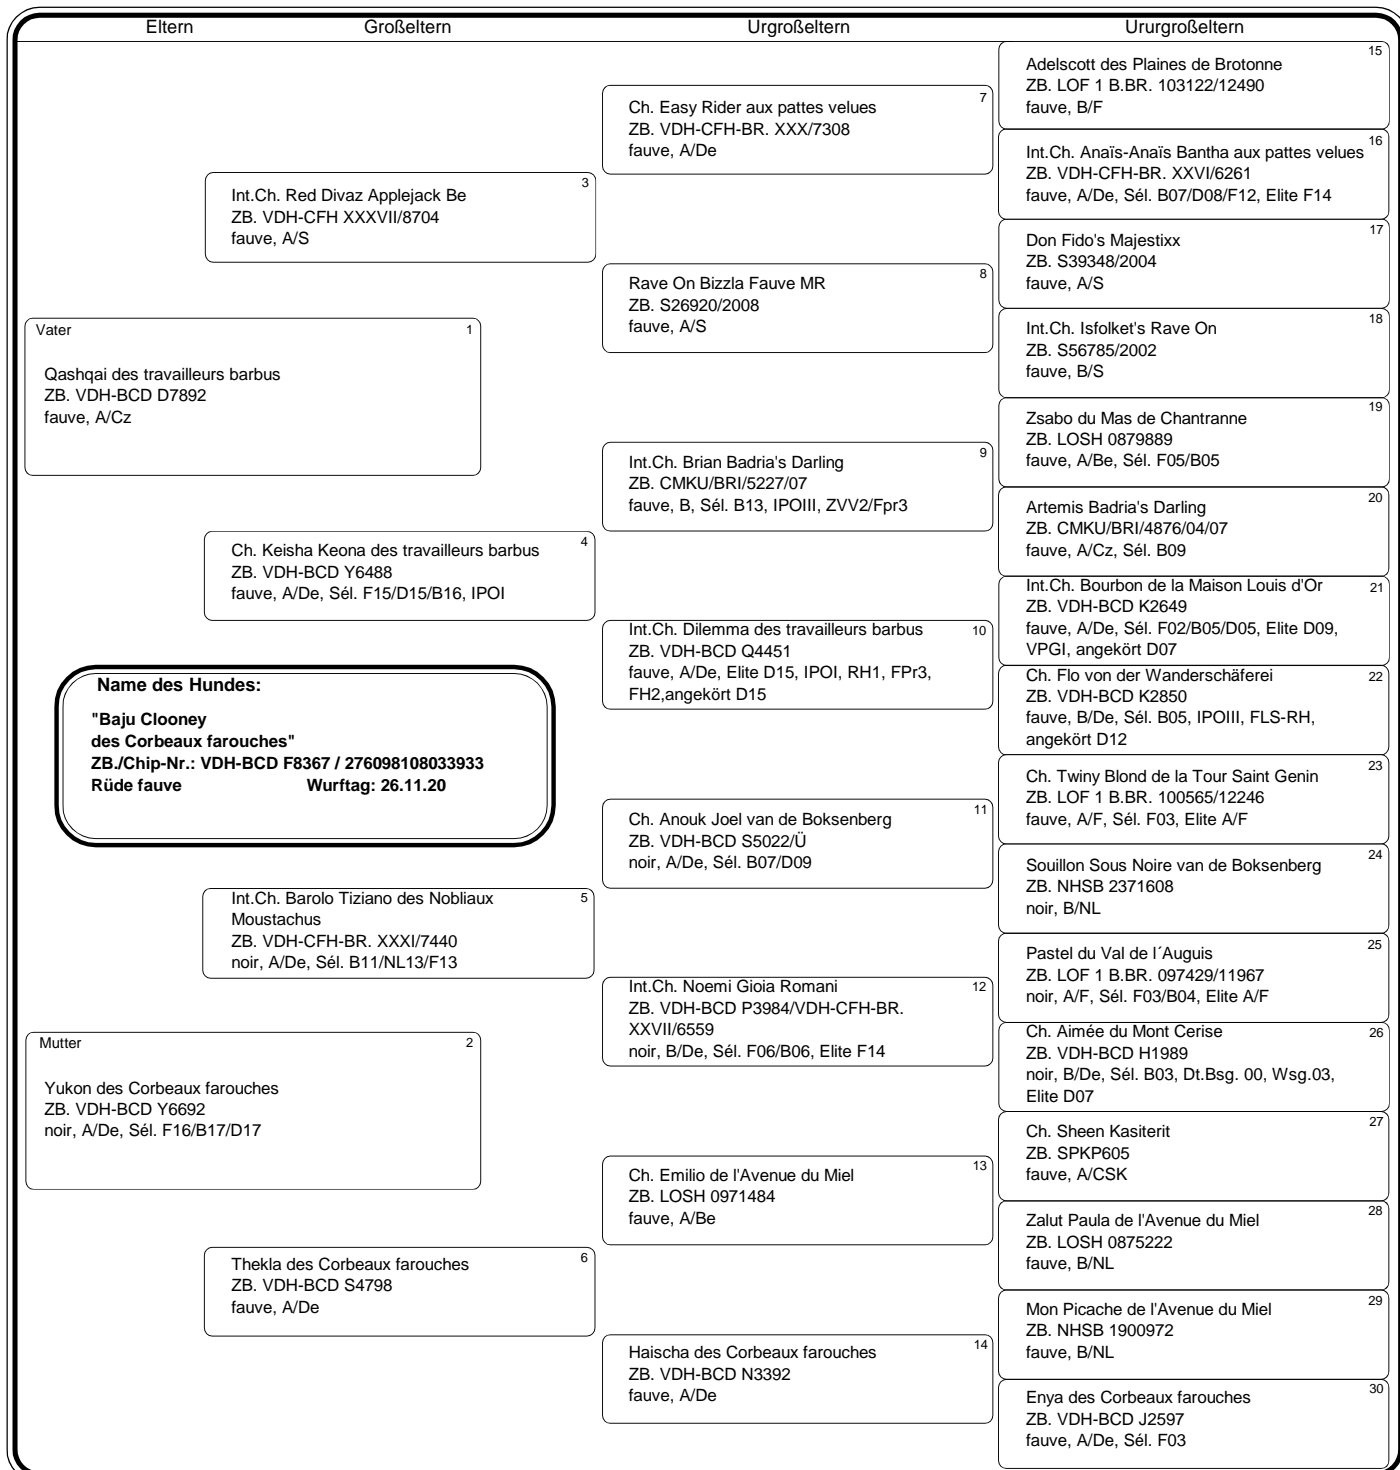 Eltern Großeltern Urgroßeltern Ururgroßeltern
Vater 1
Qashqai des travailleurs barbus
ZB. VDH-BCD D7892
fauve, A/Cz
Name des Hundes:
"Baju Clooney
des Corbeaux farouches"
ZB./Chip-Nr.: VDH-BCD F8367 / 276098108033933
Rüde fauve Wurftag: 26.11.20
Mutter 2
Yukon des Corbeaux farouches
ZB. VDH-BCD Y6692
noir, A/De, Sél. F16/B17/D17
3
Int.Ch. Red Divaz Applejack Be
ZB. VDH-CFH XXXVII/8704
fauve, A/S
4
Ch. Keisha Keona des travailleurs barbus
ZB. VDH-BCD Y6488
fauve, A/De, Sél. F15/D15/B16, IPOI
5
Int.Ch. Barolo Tiziano des Nobliaux
Moustachus
ZB. VDH-CFH-BR. XXXI/7440
noir, A/De, Sél. B11/NL13/F13
6
Thekla des Corbeaux farouches
ZB. VDH-BCD S4798
fauve, A/De
7
Ch. Easy Rider aux pattes velues
ZB. VDH-CFH-BR. XXX/7308
fauve, A/De
8
Rave On Bizzla Fauve MR
ZB. S26920/2008
fauve, A/S
9
Int.Ch. Brian Badria's Darling
ZB. CMKU/BRI/5227/07
fauve, B, Sél. B13, IPOIII, ZVV2/Fpr3
10
Int.Ch. Dilemma des travailleurs barbus
ZB. VDH-BCD Q4451
fauve, A/De, Elite D15, IPOI, RH1, FPr3,
FH2,angekört D15
11
Ch. Anouk Joel van de Boksenberg
ZB. VDH-BCD S5022/Ü
noir, A/De, Sél. B07/D09
12
Int.Ch. Noemi Gioia Romani
ZB. VDH-BCD P3984/VDH-CFH-BR.
XXVII/6559
noir, B/De, Sél. F06/B06, Elite F14
13
Ch. Emilio de l'Avenue du Miel
ZB. LOSH 0971484
fauve, A/Be
14
Haischa des Corbeaux farouches
ZB. VDH-BCD N3392
fauve, A/De
15
Adelscott des Plaines de Brotonne
ZB. LOF 1 B.BR. 103122/12490
fauve, B/F
16
Int.Ch. Anaïs-Anaïs Bantha aux pattes velues
ZB. VDH-CFH-BR. XXVI/6261
fauve, A/De, Sél. B07/D08/F12, Elite F14
17
Don Fido's Majestixx
ZB. S39348/2004
fauve, A/S
18
Int.Ch. Isfolket's Rave On
ZB. S56785/2002
fauve, B/S
19
Zsabo du Mas de Chantranne
ZB. LOSH 0879889
fauve, A/Be, Sél. F05/B05
20
Artemis Badria's Darling
ZB. CMKU/BRI/4876/04/07
fauve, A/Cz, Sél. B09
21
Int.Ch. Bourbon de la Maison Louis d'Or
ZB. VDH-BCD K2649
fauve, A/De, Sél. F02/B05/D05, Elite D09,
VPGI, angekört D07
22
Ch. Flo von der Wanderschäferei
ZB. VDH-BCD K2850
fauve, B/De, Sél. B05, IPOIII, FLS-RH,
angekört D12
23
Ch. Twiny Blond de la Tour Saint Genin
ZB. LOF 1 B.BR. 100565/12246
fauve, A/F, Sél. F03, Elite A/F
24
Souillon Sous Noire van de Boksenberg
ZB. NHSB 2371608
noir, B/NL
25
Pastel du Val de l´Auguis
ZB. LOF 1 B.BR. 097429/11967
noir, A/F, Sél. F03/B04, Elite A/F
26
Ch. Aimée du Mont Cerise
ZB. VDH-BCD H1989
noir, B/De, Sél. B03, Dt.Bsg. 00, Wsg.03,
Elite D07
27
Ch. Sheen Kasiterit
ZB. SPKP605
fauve, A/CSK
28
Zalut Paula de l'Avenue du Miel
ZB. LOSH 0875222
fauve, B/NL
29
Mon Picache de l'Avenue du Miel
ZB. NHSB 1900972
fauve, B/NL
30
Enya des Corbeaux farouches
ZB. VDH-BCD J2597
fauve, A/De, Sél. F03